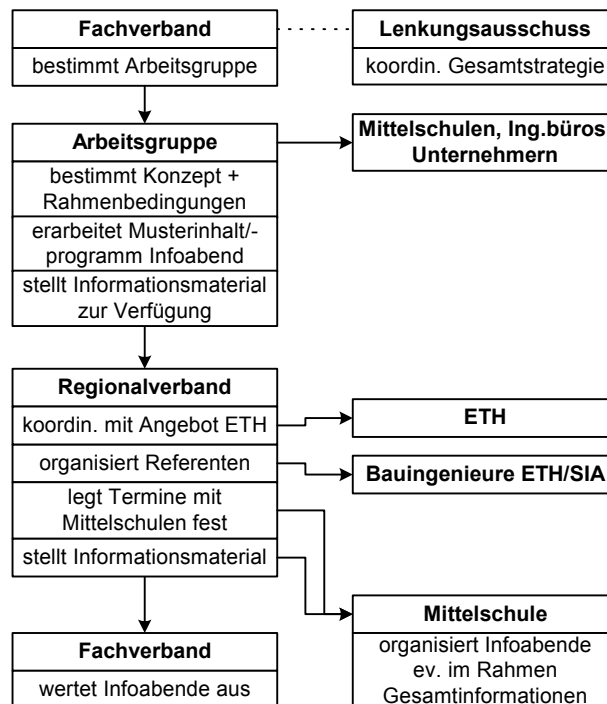 Fachverband
bestimmt Arbeitsgruppe
Lenkungsausschuss
koordin. Gesamtstrategie
Arbeitsgruppe
bestimmt Konzept +
Rahmenbedingungen
erarbeitet Musterinhalt/-
programm Infoabend
stellt Informationsmaterial
zur Verfügung
Mittelschulen, Ing.büros
Unternehmern
Regionalverband
koordin. mit Angebot ETH
organisiert Referenten
legt Termine mit
Mittelschulen fest
stellt Informationsmaterial
ETH
Bauingenieure ETH/SIA
Fachverband
wertet Infoabende aus
Mittelschule
organisiert Infoabende
ev. im Rahmen
Gesamtinformationen